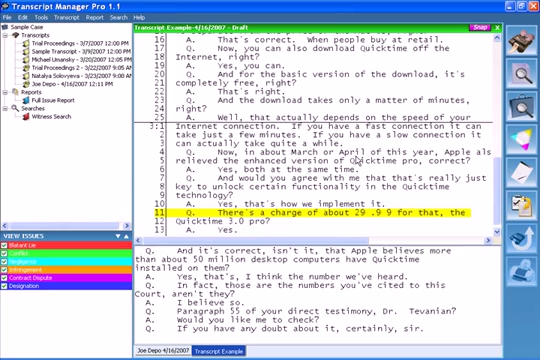 Transcript Manager Pro 1.1
File Edit Tools Transcript Report Search Help
Sample Case
Transcripts
Trial Proceedings - 3/7/2007 12:00 PM
Sample Transcript - 3/9/2007 12:00 PM
Michael Umansky - 3/20/2007 12:05 PM
Trial Proceedings 2 - 3/22/2007 9:05 AM
Natalya Solovyeva - 3/23/2007 9:00 AM
Joe Depo - 4/16/2007 12:11 PM
Reports
Full Issue Report
Searches
Witness Search
VIEW ISSUES
Blatant Lie
Conflict
Negligence
Infringement
Contract Dispute
Designation
Transcript Example-4/16/2007 ~ Draft
Snap
X
16 A. That's correct. When people buy at retail.
17 Q. Now, you can also download Quicktime off the
18 Internet, right?
19 A. Yes, you can.
20 Q. And for the basic version of the download, it's
21 completely free, right?
22 A. That's right.
23 Q. And the download takes only a matter of minutes,
24 right?
25 A. Well, that actually depends on the speed of your
3:1 Internet connection. If you have a fast connection it can
2 take just a few minutes. If you have a slow connection it
3 can actually take quite a while.
4 Q. Now, in about March or April of this year, Apple als
5 relieved the enhanced version of Quicktime pro, correct?
6 A. Yes, both at the same time.
7 Q. And would you agree with me that that's really just
8 key to unlock certain functionality in the Quicktime
9 technology?
10 A. Yes, that's how we implement it.
11 Q. There's a charge of about 29 .9 9 for that, the
12 Quicktime 3.0 pro?
13 A. Yes.
Q. And it's correct, isn't it, that Apple believes more
than about 50 million desktop computers have Quicktime
installed on them?
A. Yes, that's, I think the number we've heard.
Q. In fact, those are the numbers you've cited to this
Court, aren't they?
A. I believe so.
Q. Paragraph 55 of your direct testimony, Dr. Tevanian?
A. Would you like me to check?
Q. If you have any doubt about it, certainly, sir.
Joe Depo 4/16/2007
Transcript Example